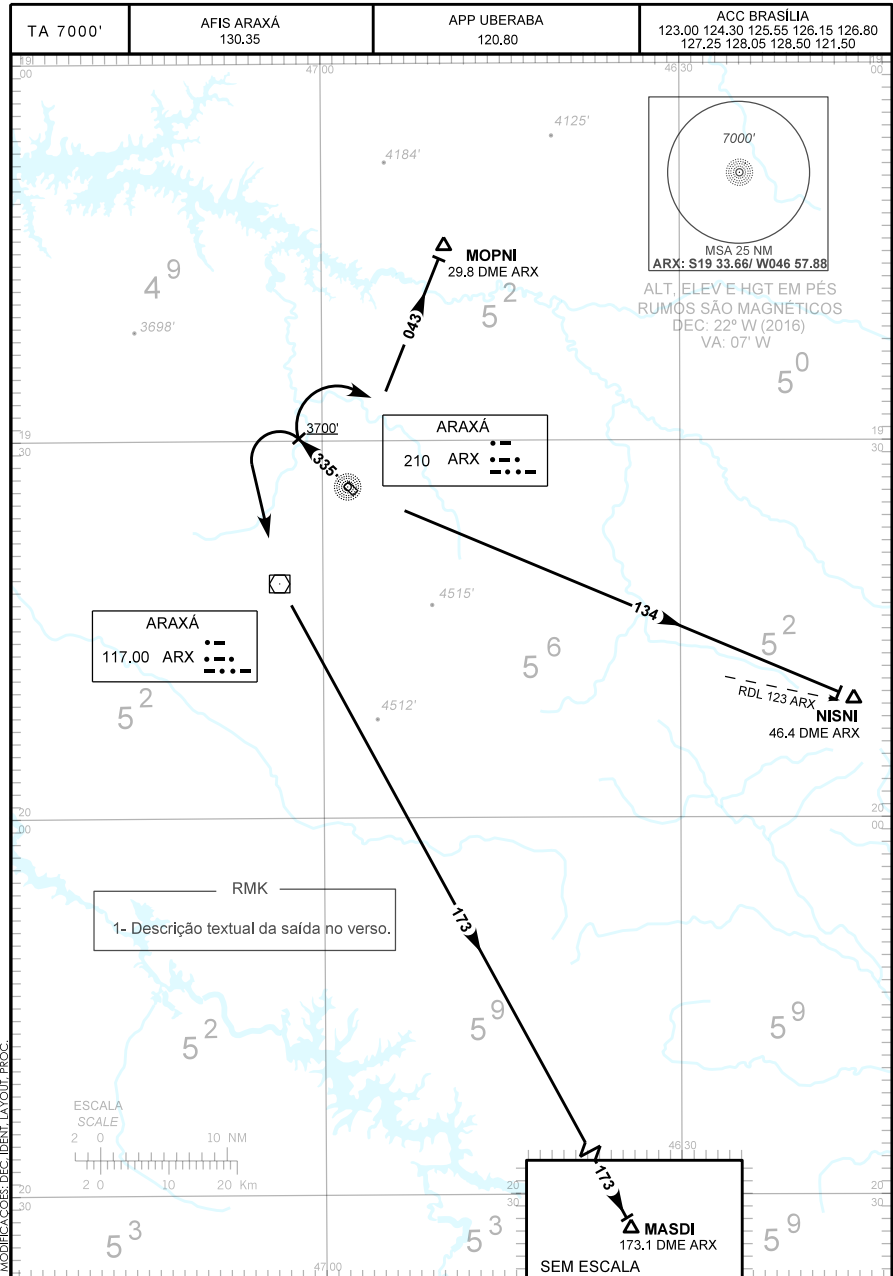 TA 7000'
AFIS ARAXÁ
130.35
APP UBERABA
120.80
ACC BRASÍLIA
123.00 124.30 125.55 126.15 126.80
127.25 128.05 128.50 121.50
19
00
47 00
46 30
19
00
4125'
4184'
7000'
MSA 25 NM
ARX: S19 33.66/ W046 57.88
ALT, ELEV E HGT EM PÉS
RUMOS SÃO MAGNÉTICOS
DEC: 22º W (2016)
VA: 07' W
MOPNI
29.8 DME ARX
4 9
5 2
043
3698'
5 0
19
30
3700'
335
ARAXÁ
210 ARX
19
30
4515'
134
ARAXÁ
117.00 ARX
5 6
5 2
RDL 123 ARX
NISNI
46.4 DME ARX
5 2
4512'
20
00
20
00
RMK
1- Descrição textual da saída no verso.
173
5 9
5 9
5 2
ESCALA
SCALE
2 0 10 NM
2 0 10 20 Km
46 30
20
30
173
20
30
MASDI
173.1 DME ARX
SEM ESCALA
5 3
5 3
5 9
47 00
MODIFICAÇÕES: DEC, IDENT, LAYOUT, PROC.